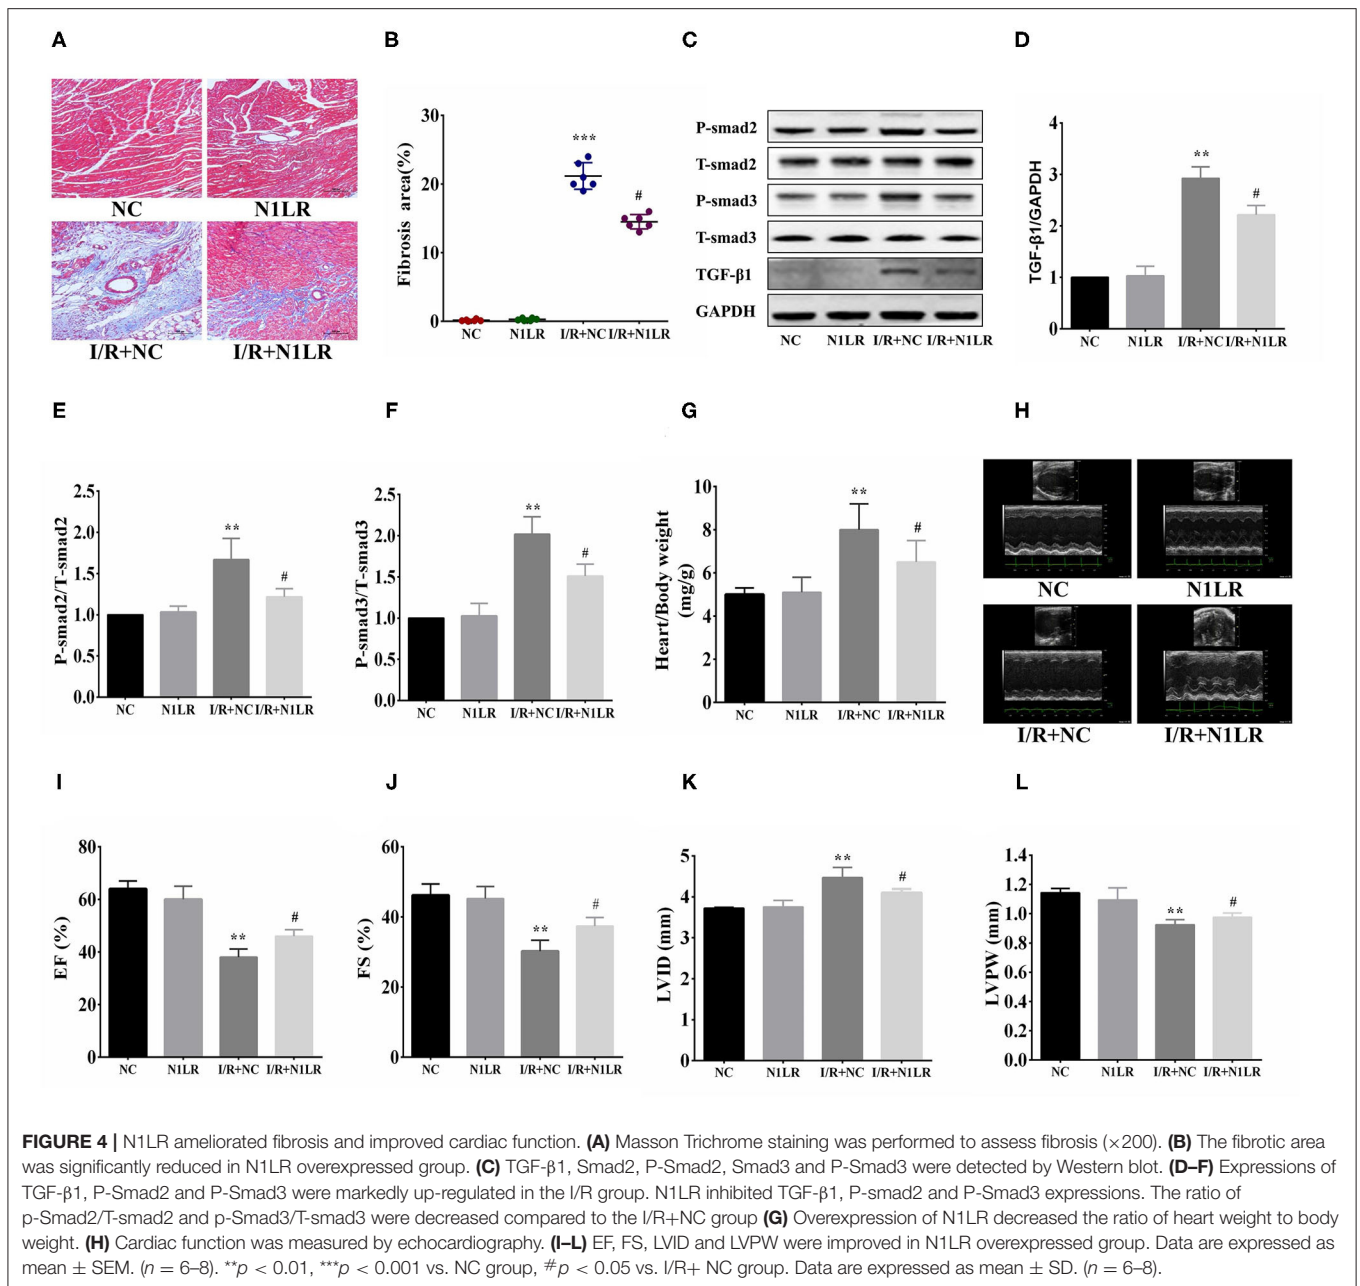 A
B
C
D
NC
N1LR
I/R+NC
I/R+N1LR
Fibrosis area(%)
30
20
10
0
***
#
NC
N1LR
I/R+NC
I/R+N1LR
P-smad2
T-smad2
P-smad3
T-smad3
TGF-β1
GAPDH
NC
N1LR
I/R+NC
I/R+N1LR
TGF-β1/GAPDH
4
3
2
1
0
**
#
NC
N1LR
I/R+NC
I/R+N1LR
E
F
G
H
P-smad2/T-smad2
2.5
2.0
1.5
1.0
0.5
0.0
**
#
NC
N1LR
I/R+NC
I/R+N1LR
P-smad3/T-smad3
2.5
2.0
1.5
1.0
0.5
0.0
**
#
NC
N1LR
I/R+NC
I/R+N1LR
Heart/Body weight
(mg/g)
10
8
6
4
2
0
**
#
NC
N1LR
I/R+NC
I/R+N1LR
NC
N1LR
I/R+NC
I/R+N1LR
I
J
K
L
EF (%)
80
60
40
20
0
**
#
NC
N1LR
I/R+NC
I/R+N1LR
FS (%)
60
40
20
0
**
#
NC
N1LR
I/R+NC
I/R+N1LR
LVID (mm)
5
4
3
2
1
0
**
#
NC
N1LR
I/R+NC
I/R+N1LR
LVPW (mm)
1.4
1.2
1.0
0.8
0.6
0.4
0.2
0.0
**
#
NC
N1LR
I/R+NC
I/R+N1LR
FIGURE 4 | N1LR ameliorated fibrosis and improved cardiac function. (A) Masson Trichrome staining was performed to assess fibrosis (×200). (B) The fibrotic area
was significantly reduced in N1LR overexpressed group. (C) TGF-β1, Smad2, P-Smad2, Smad3 and P-Smad3 were detected by Western blot. (D–F) Expressions of
TGF-β1, P-Smad2 and P-Smad3 were markedly up-regulated in the I/R group. N1LR inhibited TGF-β1, P-smad2 and P-Smad3 expressions. The ratio of
p-Smad2/T-smad2 and p-Smad3/T-smad3 were decreased compared to the I/R+NC group (G) Overexpression of N1LR decreased the ratio of heart weight to body
weight. (H) Cardiac function was measured by echocardiography. (I–L) EF, FS, LVID and LVPW were improved in N1LR overexpressed group. Data are expressed as
mean ± SEM. (n = 6–8). **p < 0.01, ***p < 0.001 vs. NC group, #p < 0.05 vs. I/R+ NC group. Data are expressed as mean ± SD. (n = 6–8).